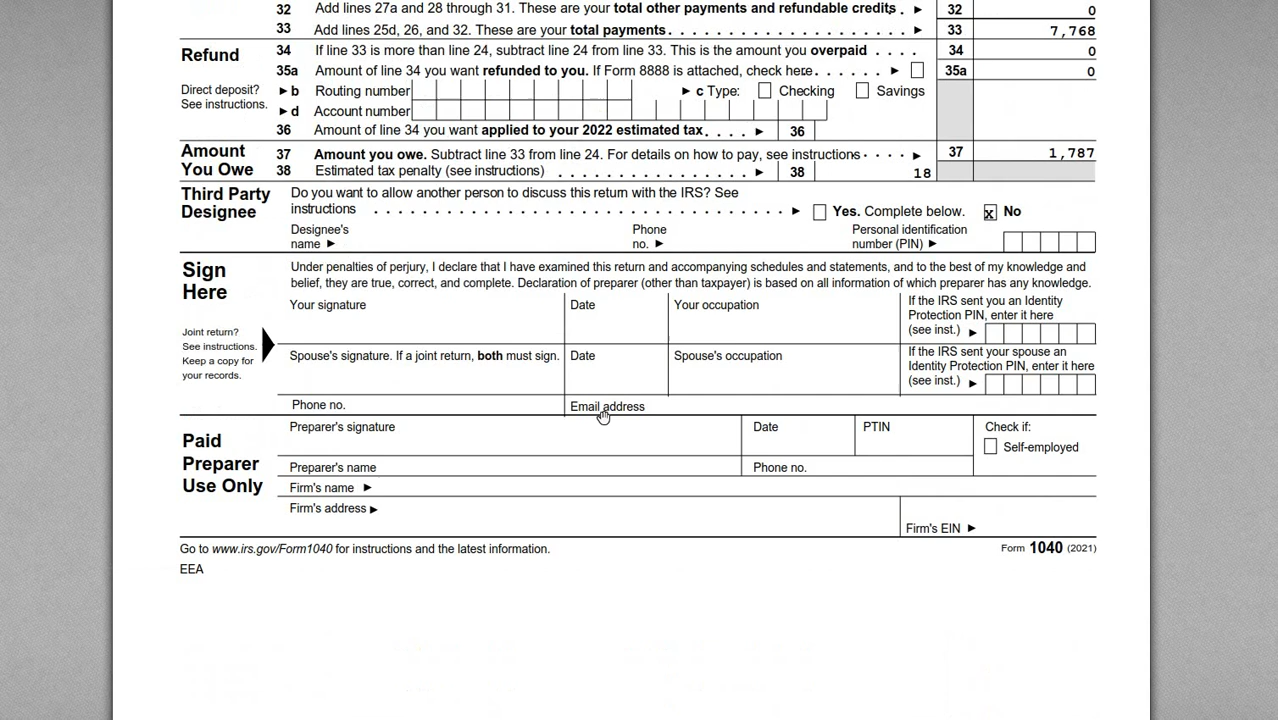 32 Add lines 27a and 28 through 31. These are your total other payments and refundable credits . ▶ 32 0
33 Add lines 25d, 26, and 32. These are your total payments . . . . . . . . . . . . . . . . . . ▶ 33 7,768
Refund 34 If line 33 is more than line 24, subtract line 24 from line 33. This is the amount you overpaid . . . . 34 0
35a Amount of line 34 you want refunded to you. If Form 8888 is attached, check here . . . . . . ▶ 35a 0
Direct deposit? ▶ b Routing number ▶ c Type: Checking Savings
See instructions. ▶ d Account number
36 Amount of line 34 you want applied to your 2022 estimated tax . . . . ▶ 36
Amount 37 Amount you owe. Subtract line 33 from line 24. For details on how to pay, see instructions . . . . ▶ 37 1,787
You Owe 38 Estimated tax penalty (see instructions) . . . . . . . . . . . . . . ▶ 38 18
Third Party Do you want to allow another person to discuss this return with the IRS? See
Designee instructions . . . . . . . . . . . . . . . . . . . . . . . . . . . . . . ▶ Yes. Complete below. x No
Designee's Phone Personal identification
name ▶ no. ▶ number (PIN) ▶
Sign Under penalties of perjury, I declare that I have examined this return and accompanying schedules and statements, and to the best of my knowledge and
Here belief, they are true, correct, and complete. Declaration of preparer (other than taxpayer) is based on all information of which preparer has any knowledge.
Your signature Date Your occupation If the IRS sent you an Identity
Protection PIN, enter it here
(see inst.) ▶
Joint return?
See instructions.
Keep a copy for
your records.
Spouse's signature. If a joint return, both must sign. Date Spouse's occupation If the IRS sent your spouse an
Identity Protection PIN, enter it here
(see inst.) ▶
Phone no. Email address
Paid
Preparer
Use Only
Preparer's signature Date PTIN Check if:
Self-employed
Preparer's name Phone no.
Firm's name ▶
Firm's address ▶
Firm's EIN ▶
Go to www.irs.gov/Form1040 for instructions and the latest information. Form 1040 (2021)
EEA